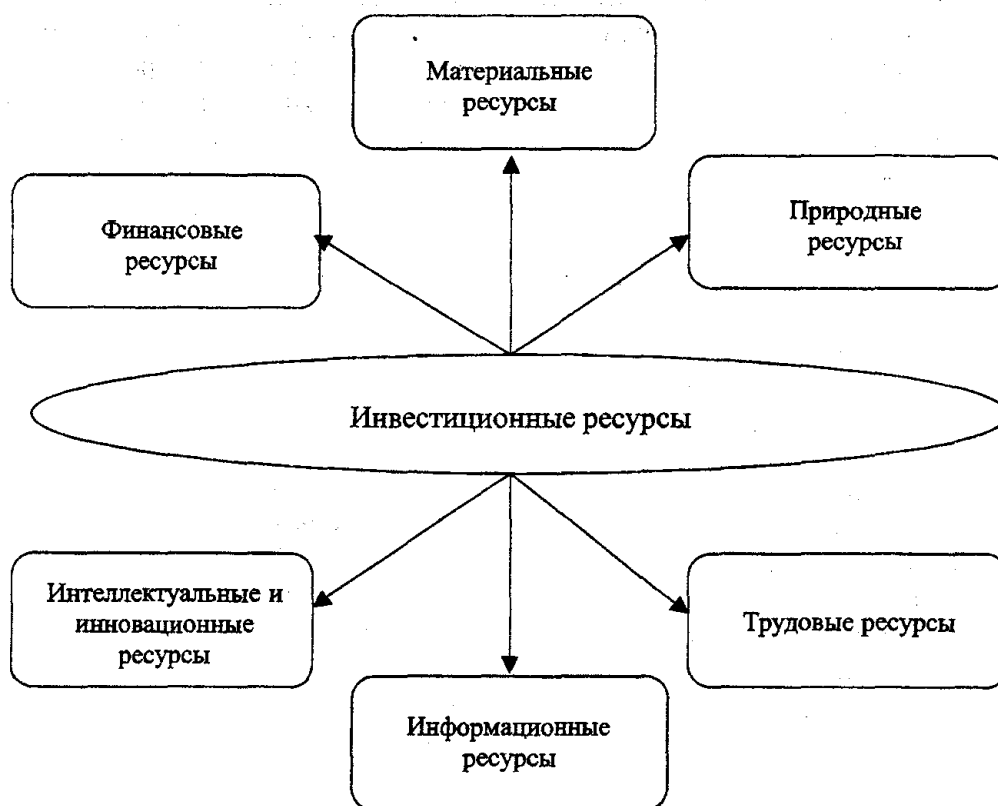 Материальные
ресурсы
Финансовые
ресурсы
Природные
ресурсы
Инвестиционные ресурсы
Интеллектуальные и
инновационные
ресурсы
Трудовые ресурсы
Информационные
ресурсы